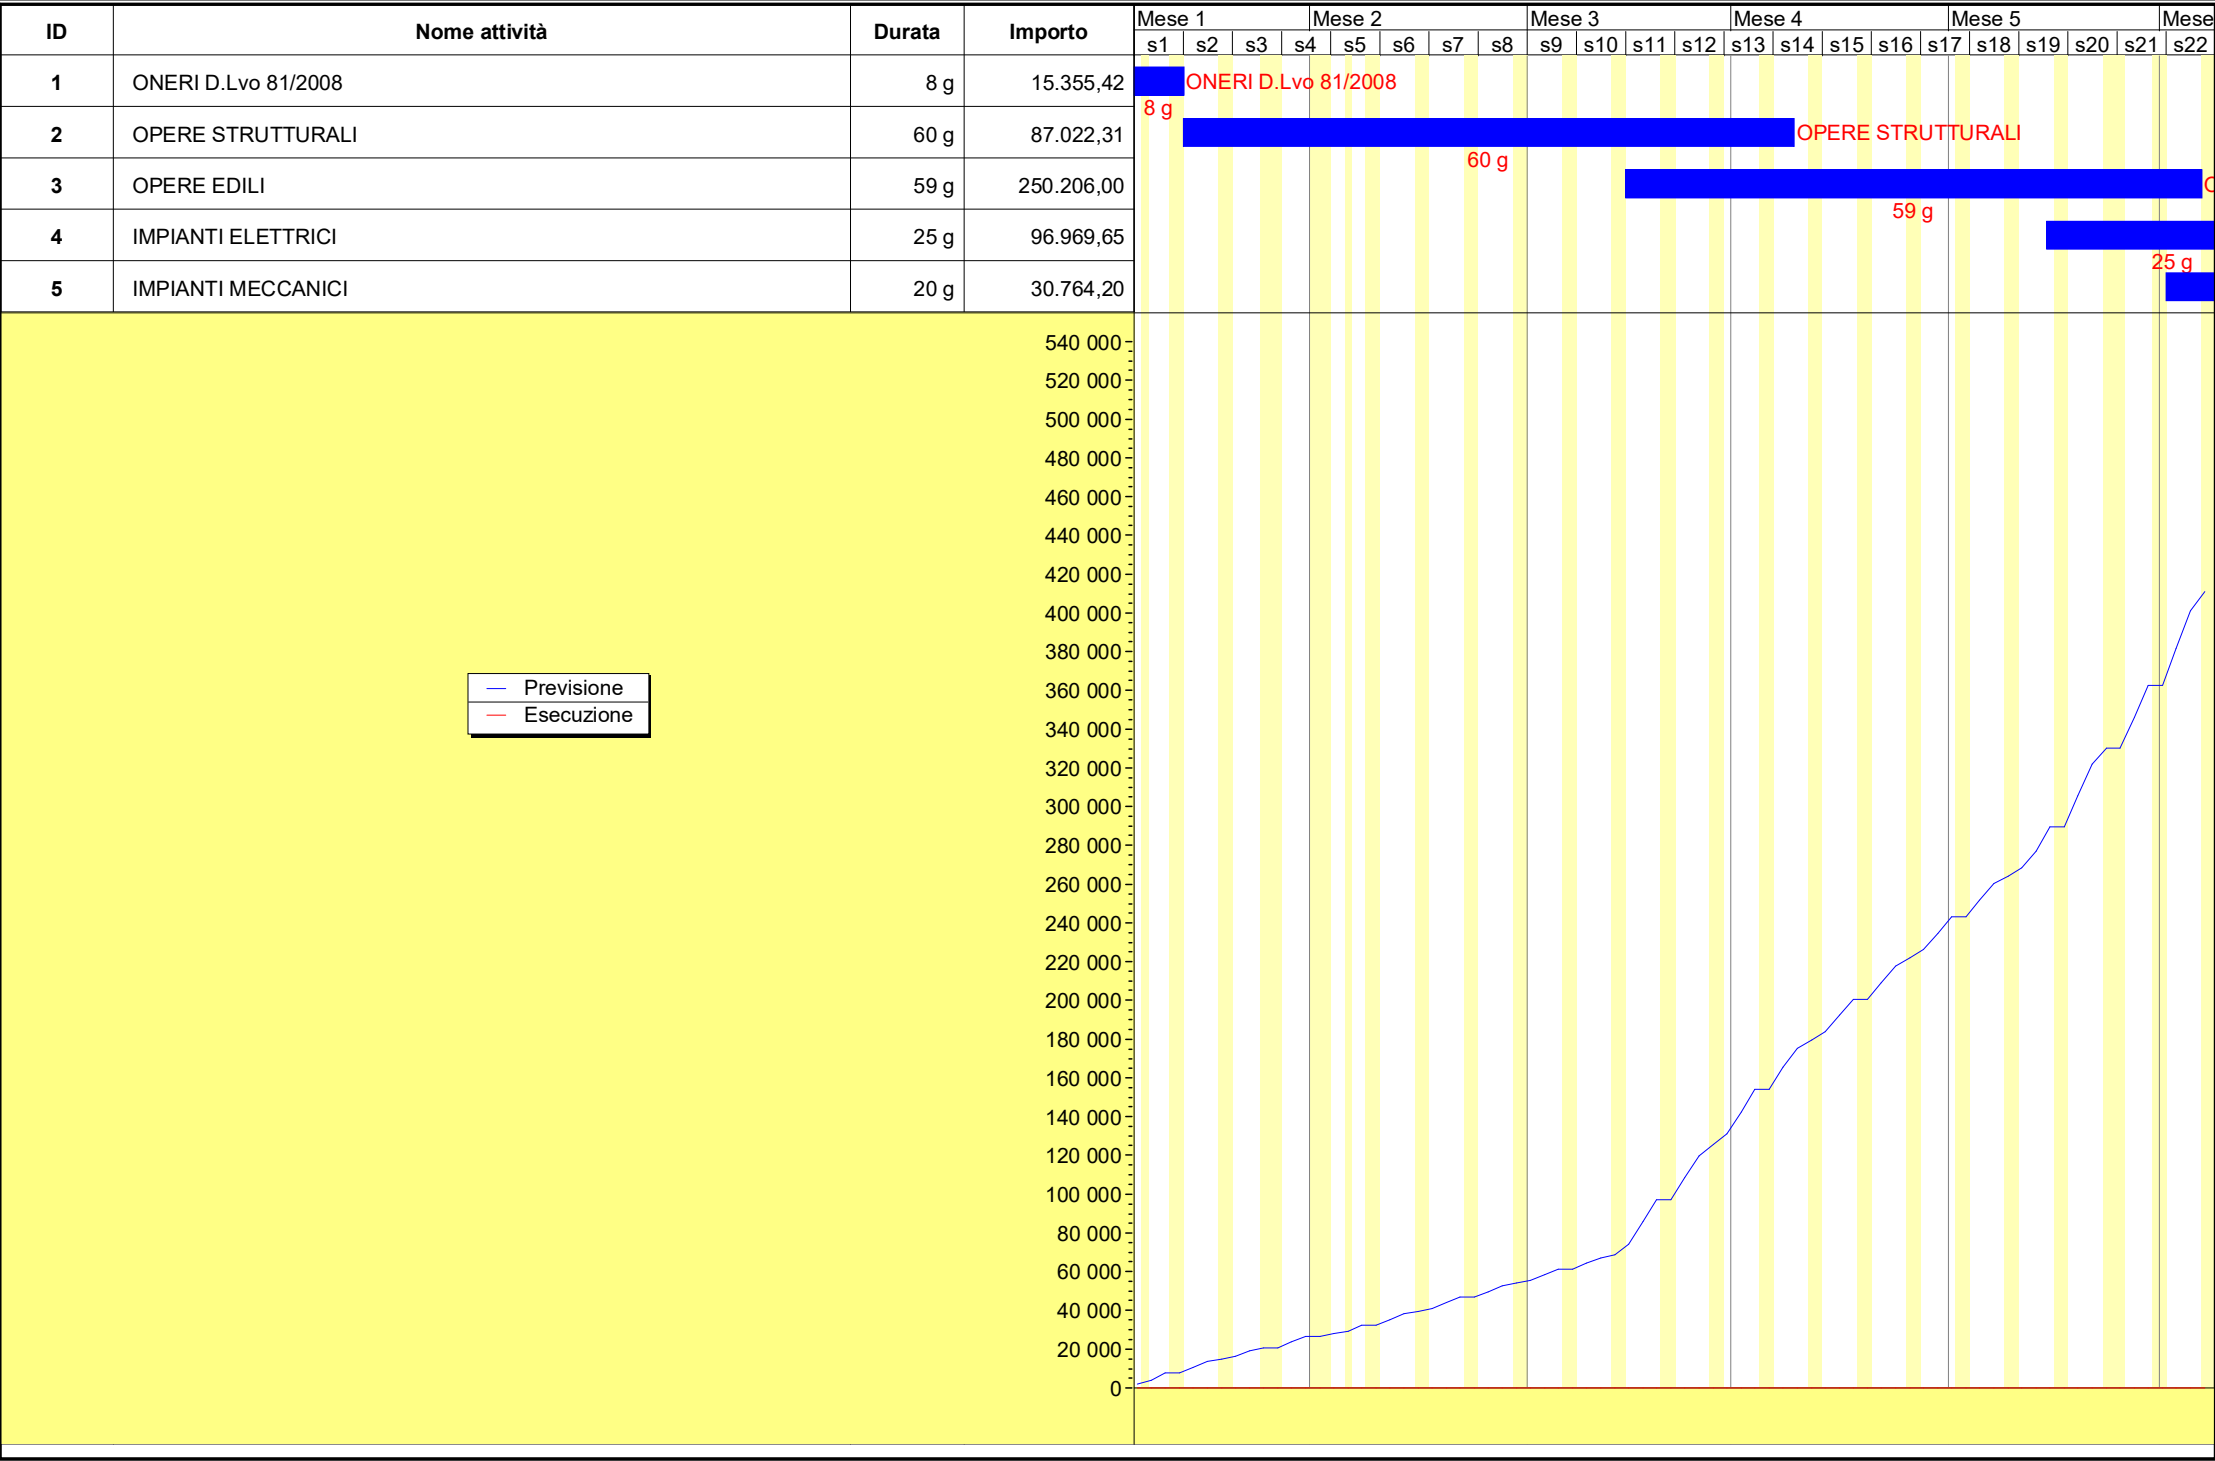 ID Nome attività Durata Importo Mese 1 Mese 2 Mese 3 Mese 4 Mese 5 Mese
s1 s2 s3 s4 s5 s6 s7 s8 s9 s10 s11 s12 s13 s14 s15 s16 s17 s18 s19 s20 s21 s22
1 ONERI D.Lvo 81/2008 8 g 15.355,42 ONERI D.Lvo 81/2008
8 g
2 OPERE STRUTTURALI 60 g 87.022,31 OPERE STRUTTURALI
60 g
3 OPERE EDILI 59 g 250.206,00
59 g
4 IMPIANTI ELETTRICI 25 g 96.969,65
25 g
5 IMPIANTI MECCANICI 20 g 30.764,20
540 000
520 000
500 000
480 000
460 000
440 000
420 000
400 000
380 000
360 000
340 000
320 000
300 000
280 000
260 000
240 000
220 000
200 000
180 000
160 000
140 000
120 000
100 000
80 000
60 000
40 000
20 000
0
Previsione
Esecuzione